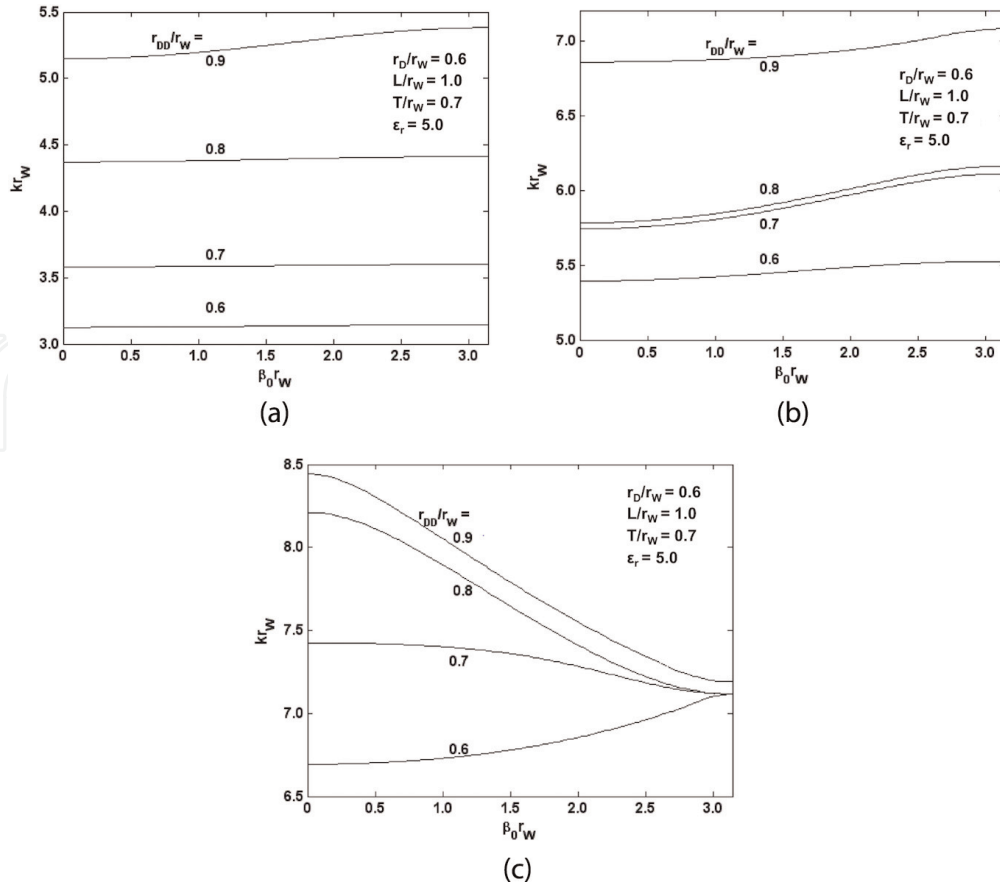 5.5
5.0
4.5
4.0
3.5
3.0
kr_W
0 0.5 1.0 1.5 2.0 2.5 3.0
β_0 r_W
r_DD/r_W =
0.9
0.8
0.7
0.6
r_D/r_W = 0.6
L/r_W = 1.0
T/r_W = 0.7
ε_r = 5.0
(a)
7.0
6.5
6.0
5.5
5.0
kr_W
0 0.5 1.0 1.5 2.0 2.5 3.0
β_0 r_W
r_DD/r_W =
0.9
0.8
0.7
0.6
r_D/r_W = 0.6
L/r_W = 1.0
T/r_W = 0.7
ε_r = 5.0
(b)
8.5
8.0
7.5
7.0
6.5
kr_W
0 0.5 1.0 1.5 2.0 2.5 3.0
β_0 r_W
r_DD/r_W =
0.9
0.8
0.7
0.6
r_D/r_W = 0.6
L/r_W = 1.0
T/r_W = 0.7
ε_r = 5.0
(c)